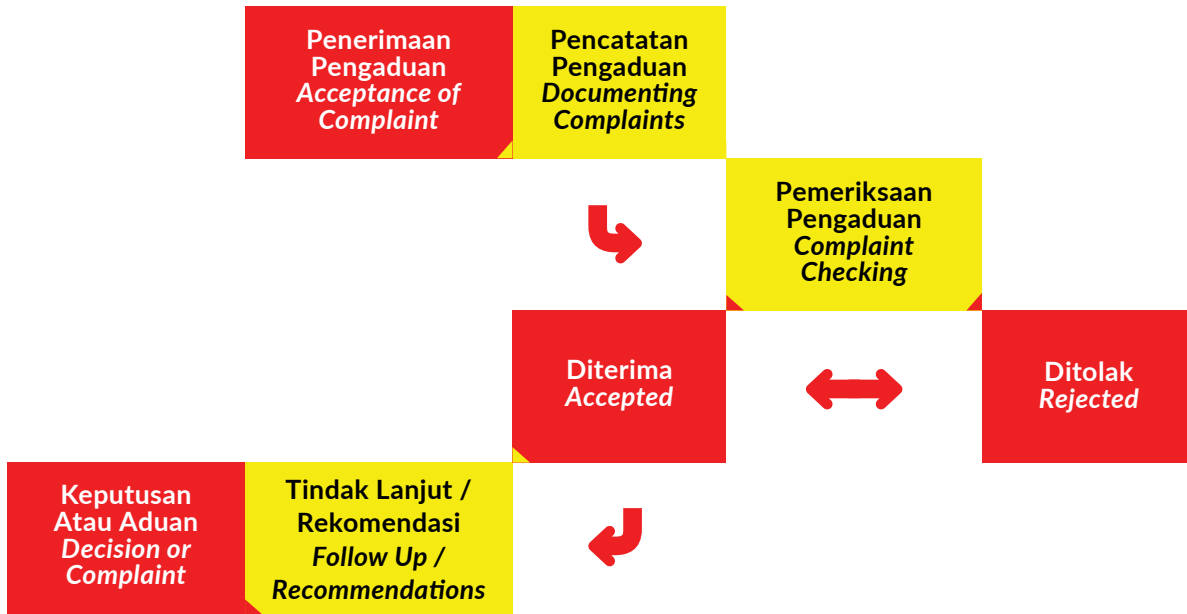 Penerimaan
Pengaduan
Acceptance of
Complaint
Pencatatan
Pengaduan
Documenting
Complaints
Pemeriksaan
Pengaduan
Complaint
Checking
Diterima
Accepted
Ditolak
Rejected
Keputusan
Atau Aduan
Decision or
Complaint
Tindak Lanjut /
Rekomendasi
Follow Up /
Recommendations